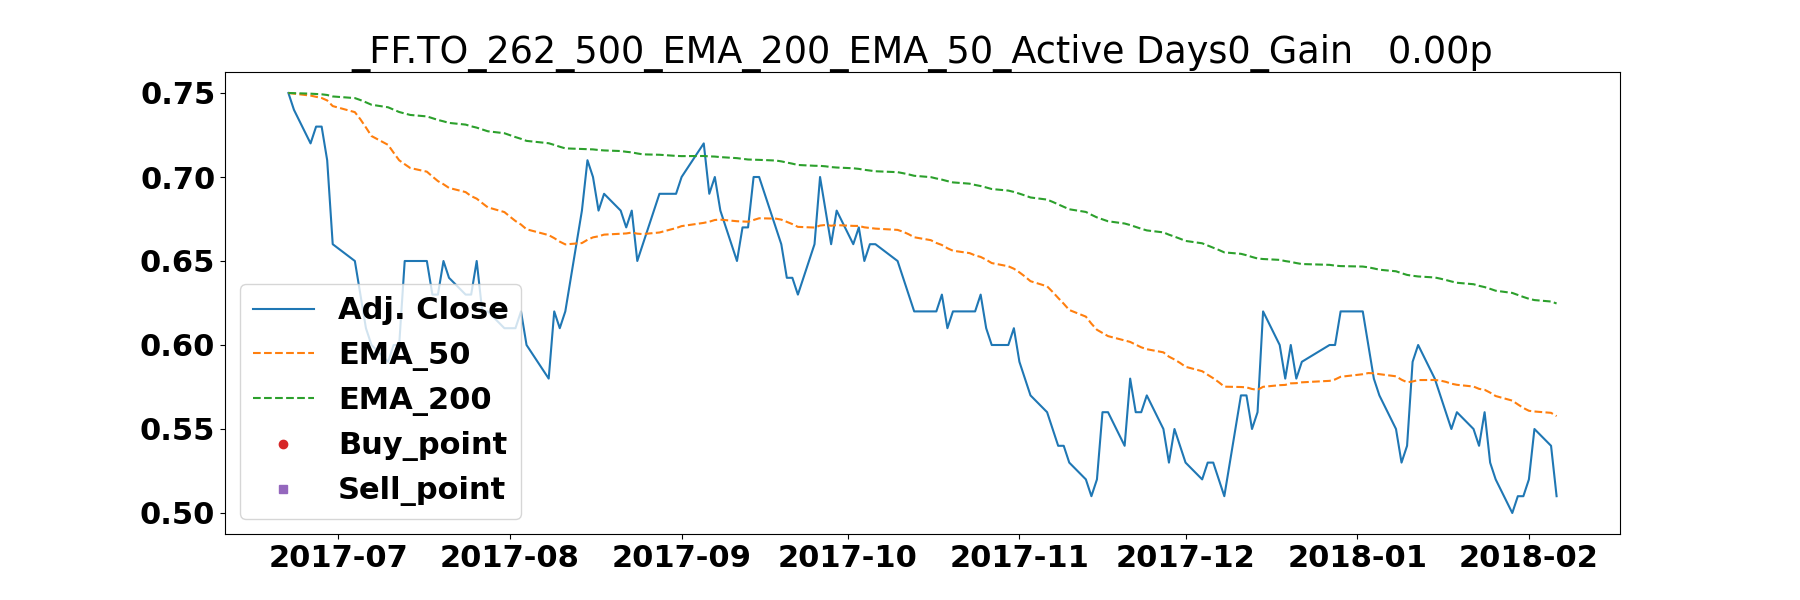 _FF.TO_262_500_EMA_200_EMA_50_Active Days0_Gain   0.00p
0.75
0.70
0.65
0.60
0.55
0.50
Adj. Close
EMA_50
EMA_200
Buy_point
Sell_point
2017-07 2017-08 2017-09 2017-10 2017-11 2017-12 2018-01 2018-02